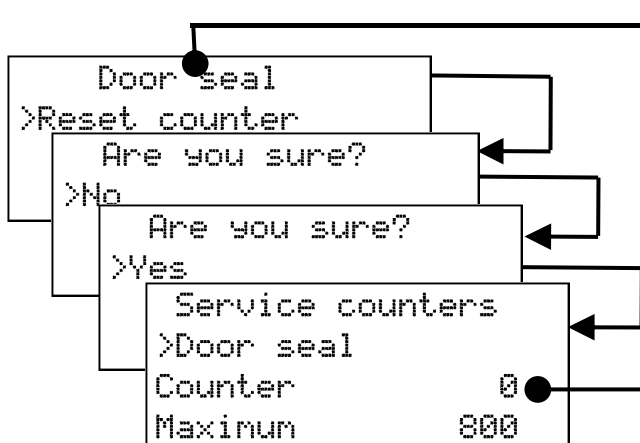 Door seal
>Reset counter
Are you sure?
>No
Are you sure?
>Yes
Service counters
>Door seal
Counter 0
Maximun 800